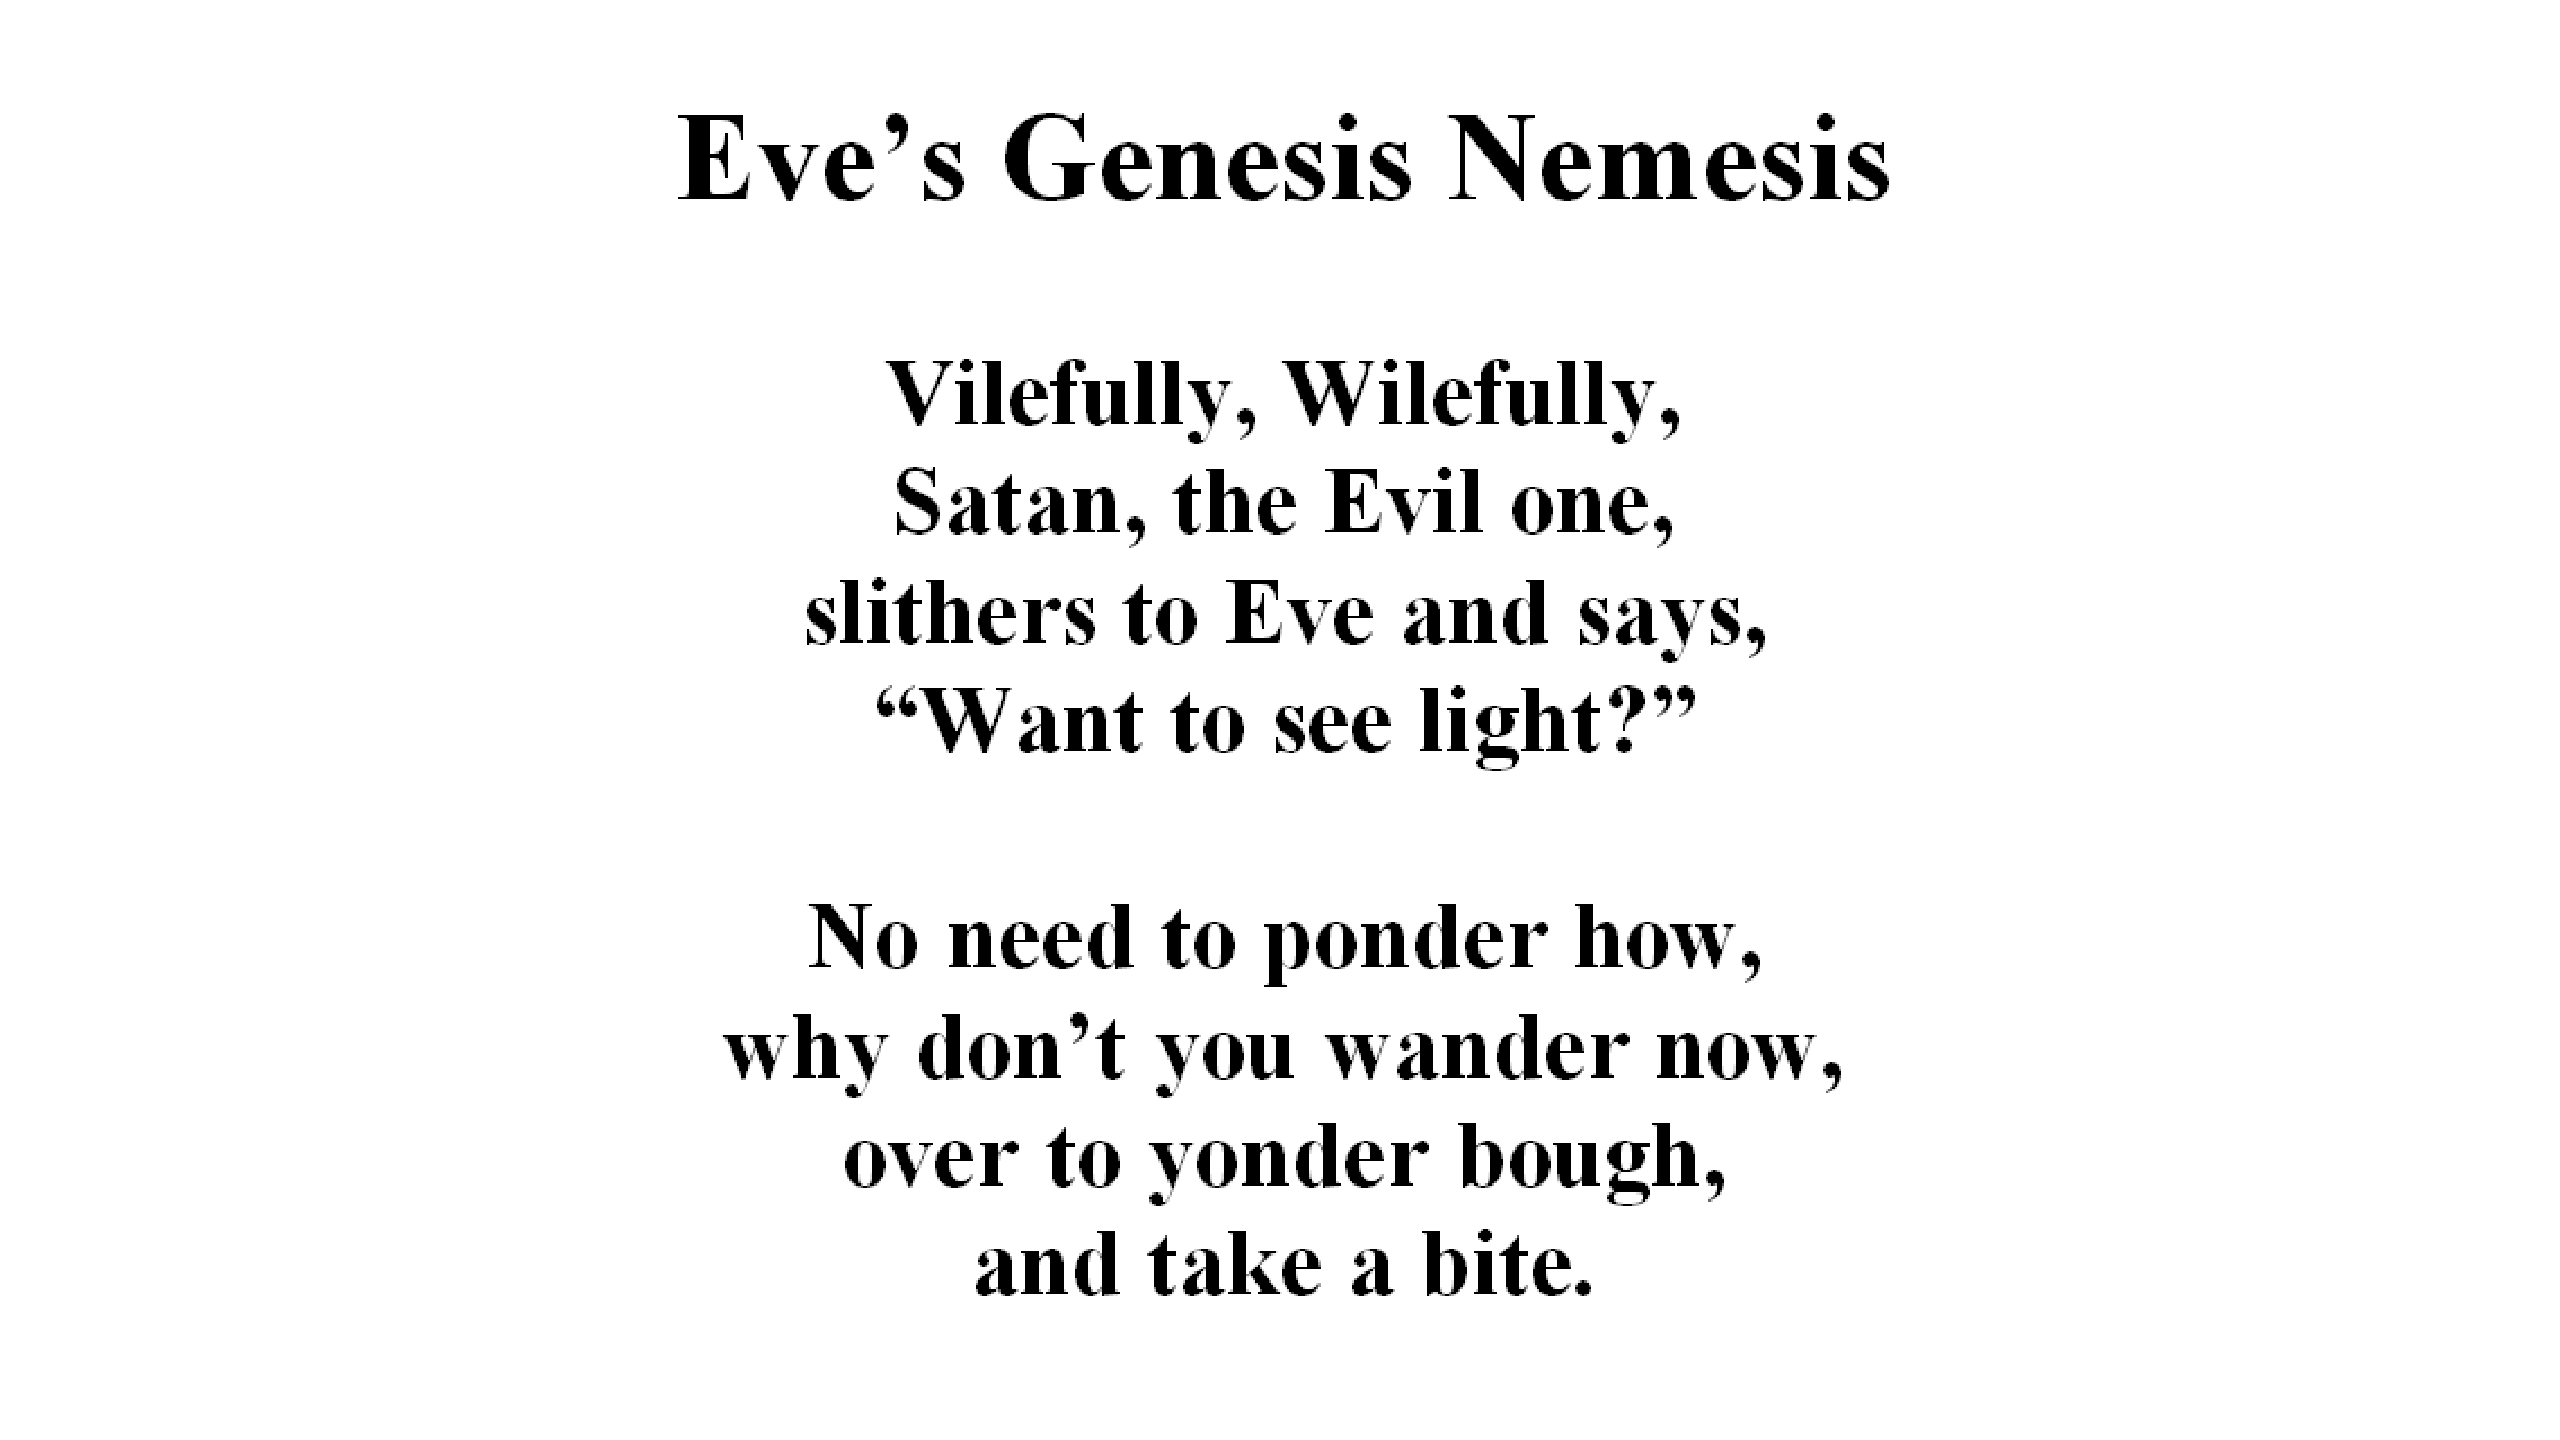 Eve’s Genesis Nemesis
Vilefully, Wilefully,
Satan, the Evil one,
slithers to Eve and says,
“Want to see light?”
No need to ponder how,
why don’t you wander now,
over to yonder bough,
and take a bite.